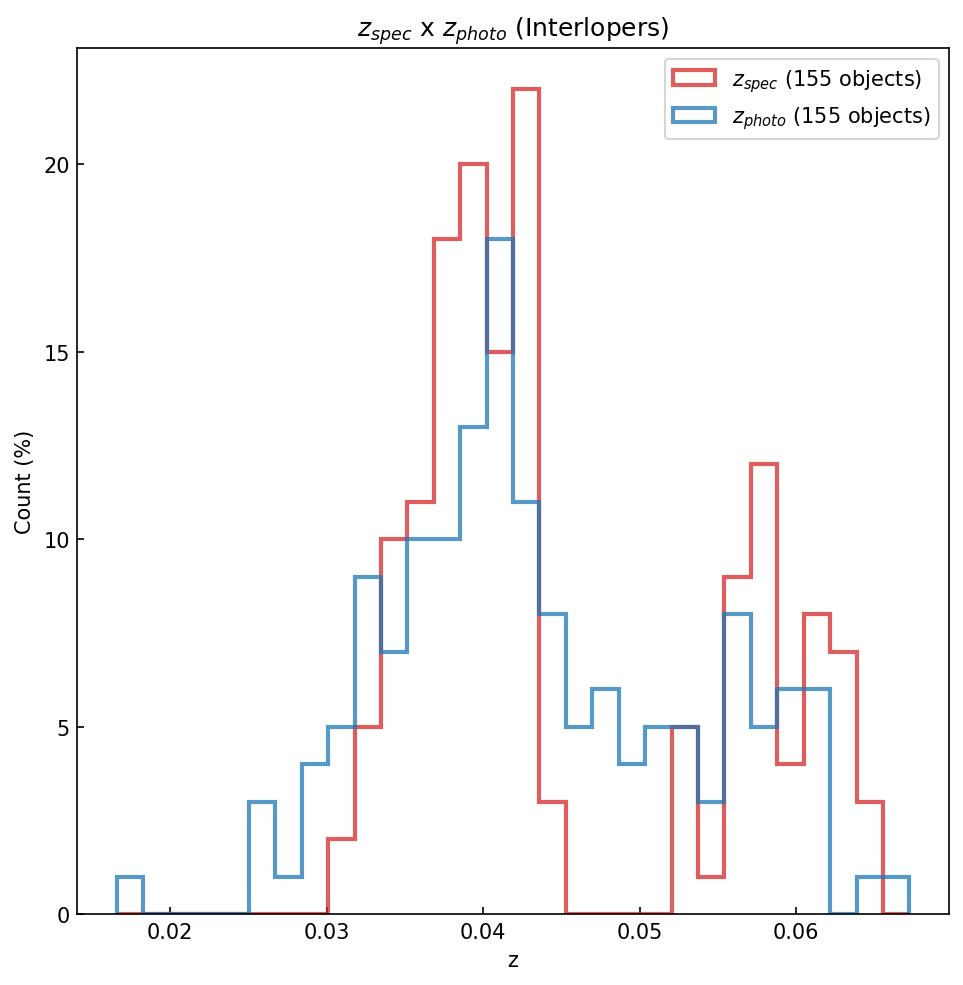 z_spec x z_photo (Interlopers)
z_spec (155 objects)
z_photo (155 objects)
Count (%)
20
15
10
5
0
0.02 0.03 0.04 0.05 0.06
z